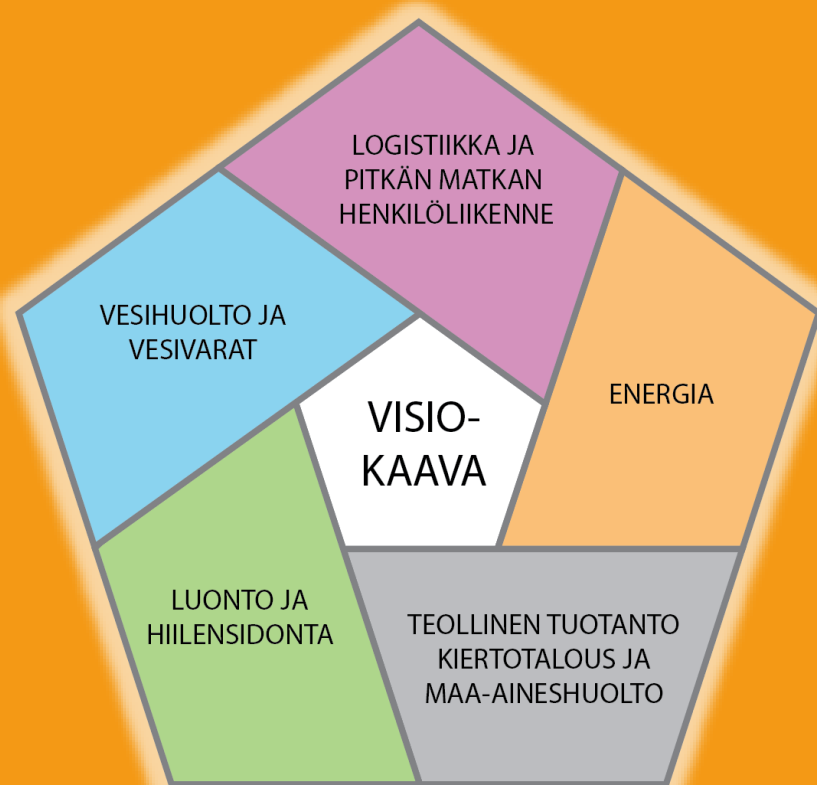 LOGISTIIKKA JA
PITKÄN MATKAN
HENKILÖLIIKENNE
VESIHUOLTO JA
VESIVARAT
ENERGIA
VISIO-
KAAVA
LUONTO JA
HIILENSIDONTA
TEOLLINEN TUOTANTO
KIERTOTALOUS JA
MAA-AINESHUOLTO